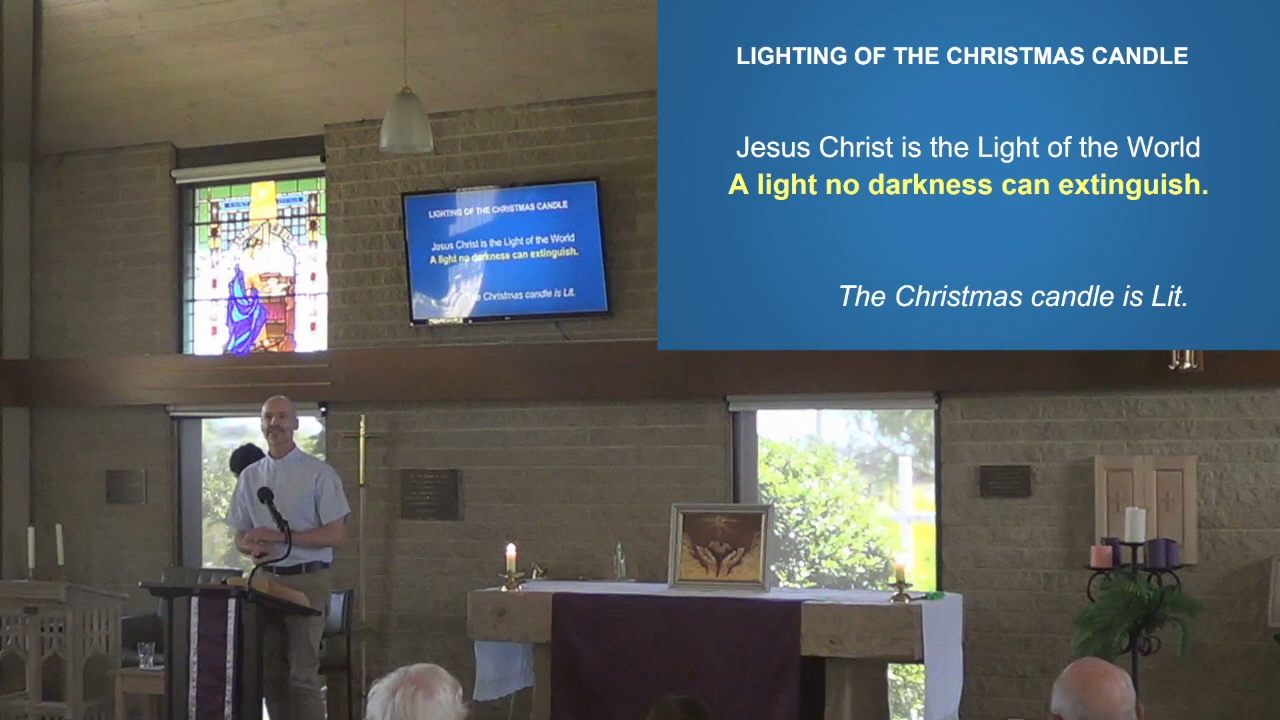 LIGHTING OF THE CHRISTMAS CANDLE
Jesus Christ is the Light of the World
A light no darkness can extinguish.
The Christmas candle is Lit.
LIGHTING OF THE CHRISTMAS CANDLE
Jesus Christ is the Light of the World
A light no darkness can extinguish.
The Christmas candle is Lit.